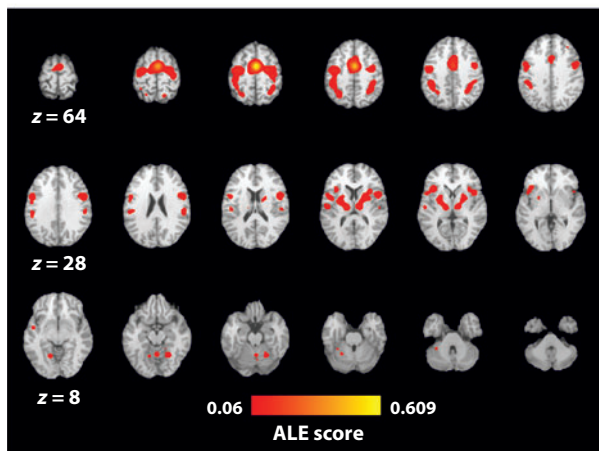 z = 64
z = 28
z = 8
0.06 0.609
ALE score